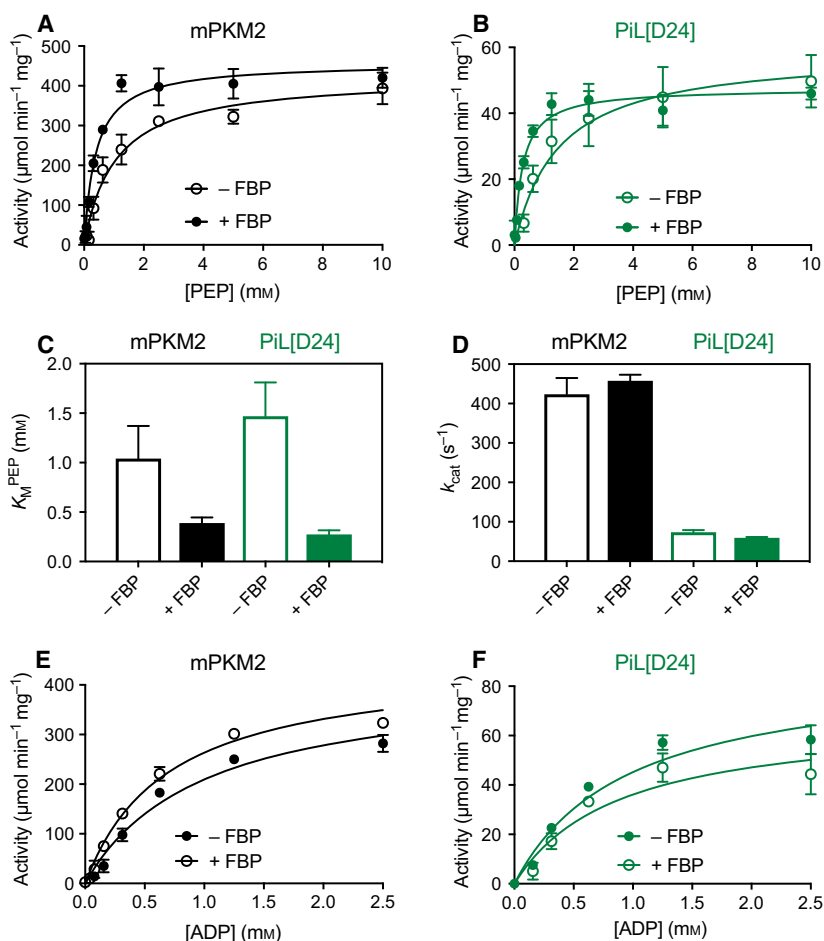 A
mPKM2
Activity (µmol min⁻¹ mg⁻¹)
500
400
300
200
100
0
– FBP
+ FBP
0
2
4
6
8
10
[PEP] (mM)
B
PiL[D24]
Activity (µmol min⁻¹ mg⁻¹)
60
40
20
0
– FBP
+ FBP
0
2
4
6
8
10
[PEP] (mM)
C
mPKM2
PiL[D24]
K_M^PEP (mM)
2.0
1.5
1.0
0.5
0.0
– FBP
+ FBP
– FBP
+ FBP
D
mPKM2
PiL[D24]
k_cat (s⁻¹)
500
400
300
200
100
0
– FBP
+ FBP
– FBP
+ FBP
E
mPKM2
Activity (µmol min⁻¹ mg⁻¹)
400
300
200
100
0
– FBP
+ FBP
0.0
0.5
1.0
1.5
2.0
2.5
[ADP] (mM)
F
PiL[D24]
Activity (µmol min⁻¹ mg⁻¹)
80
60
40
20
0
– FBP
+ FBP
0.0
0.5
1.0
1.5
2.0
2.5
[ADP] (mM)